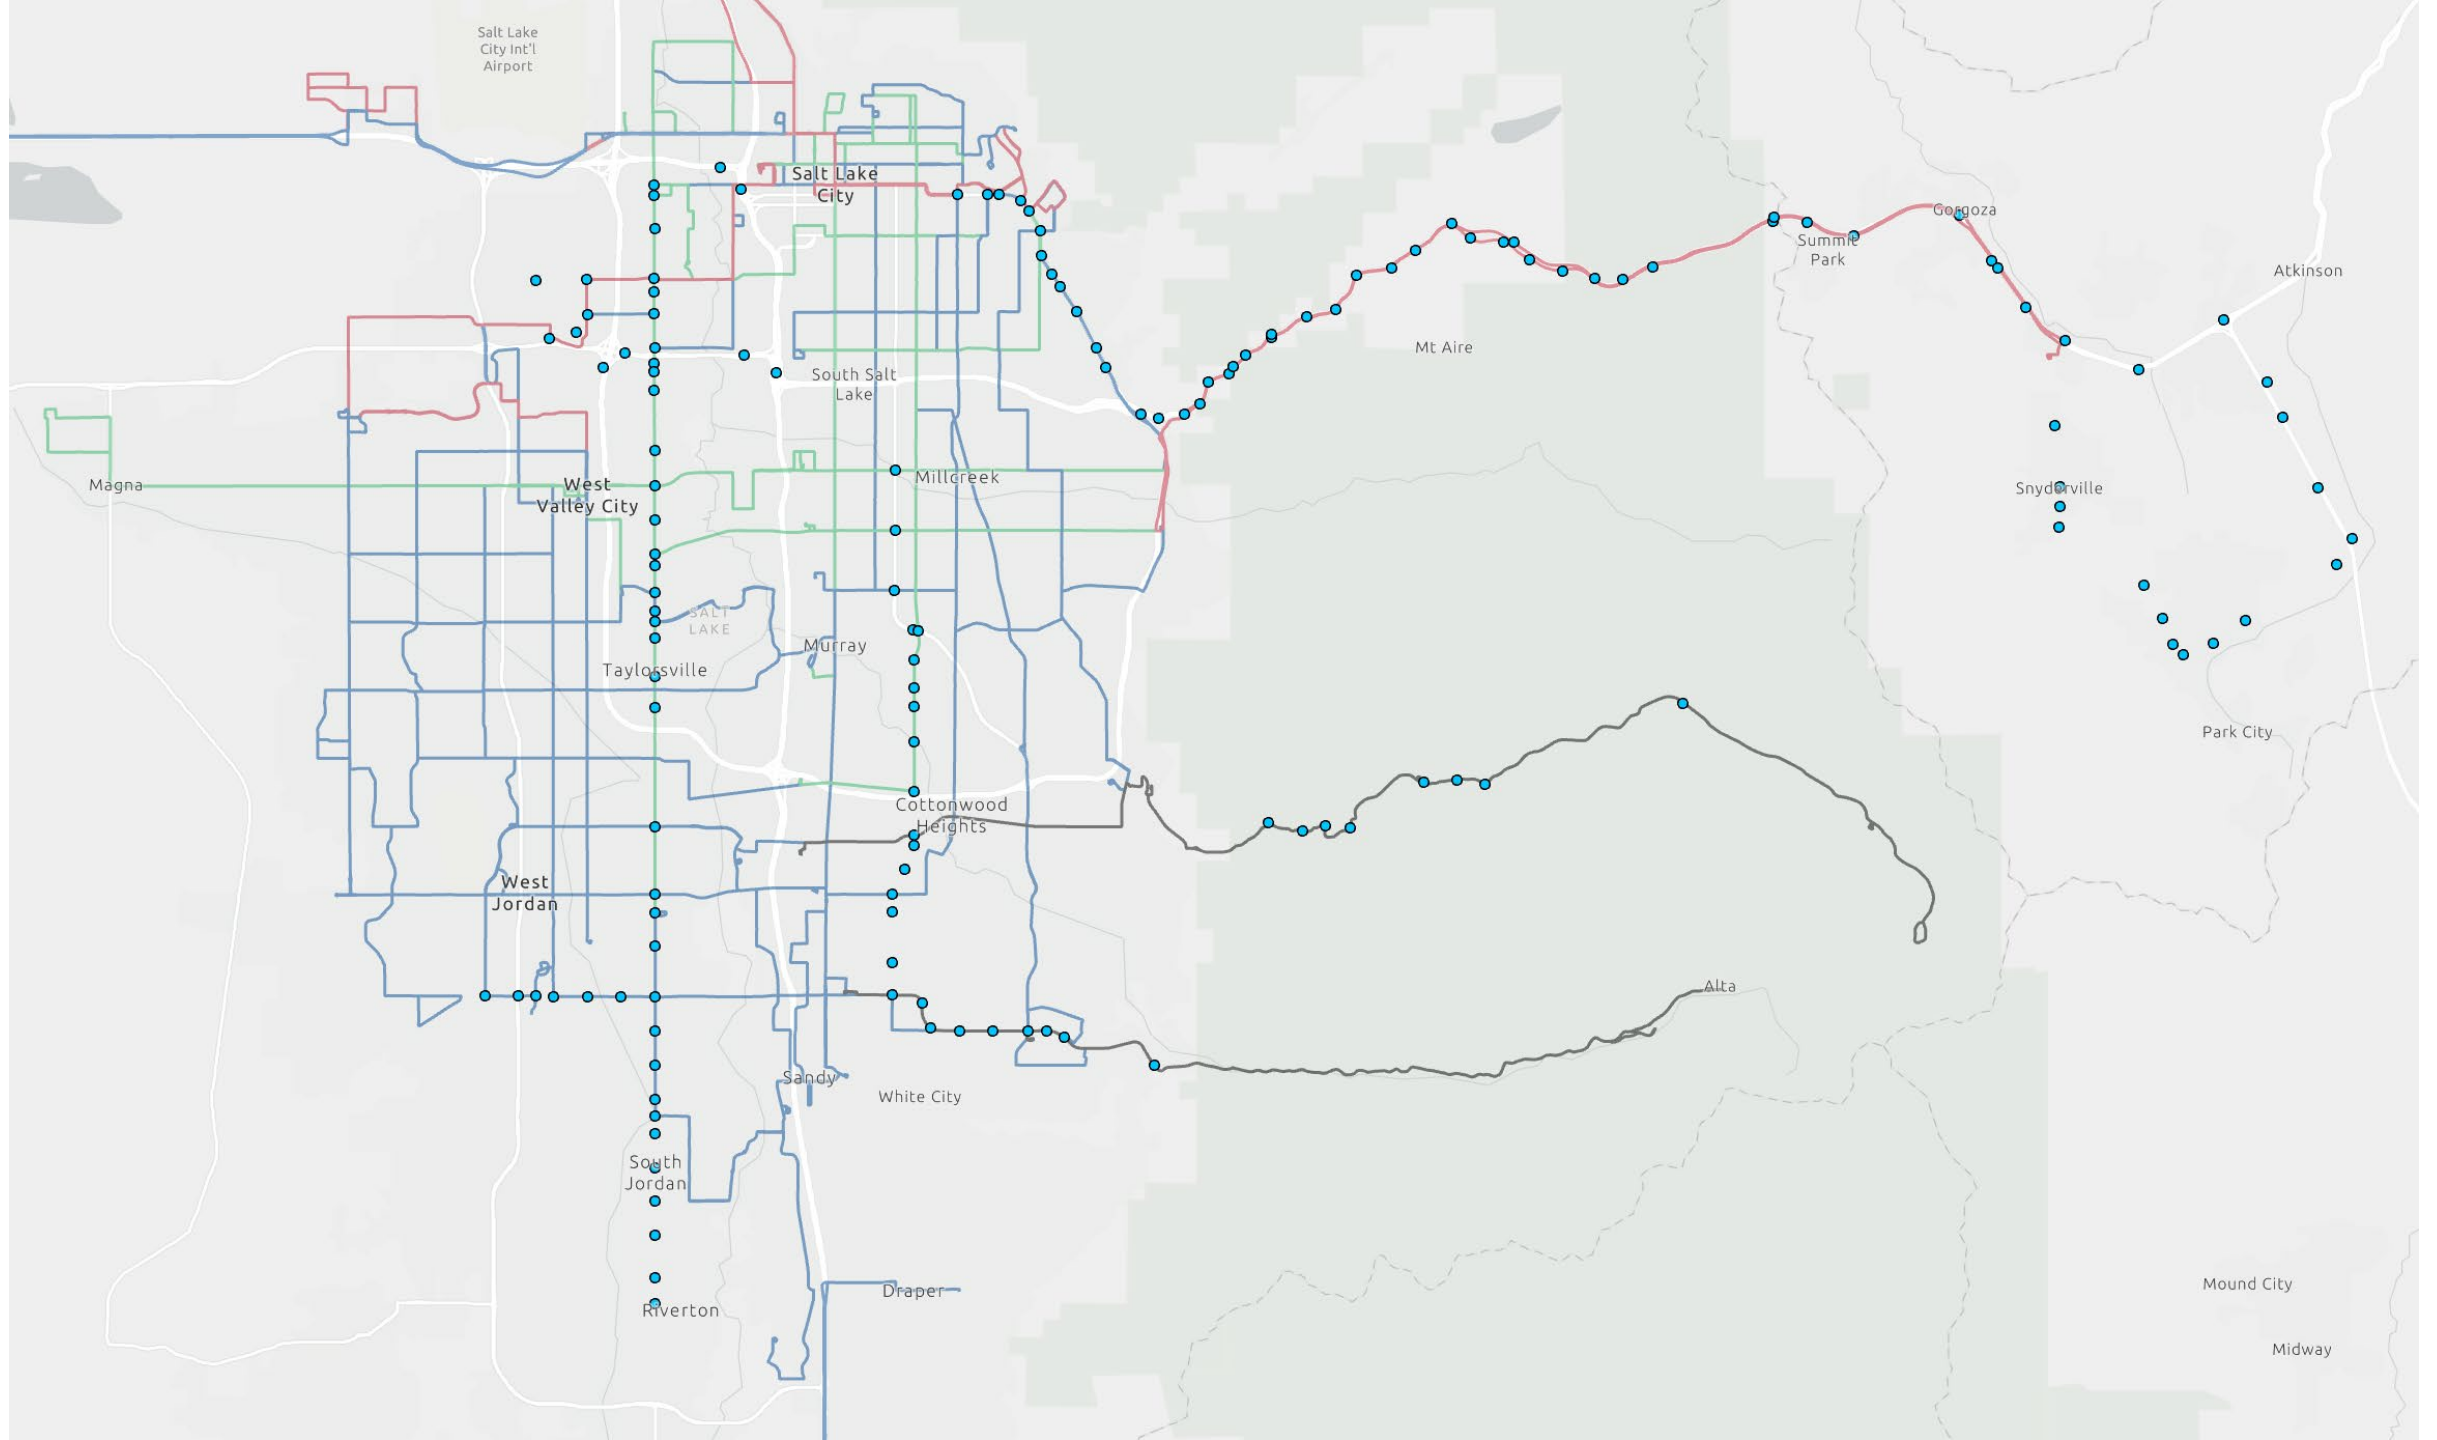 Salt Lake
City Int'l
Airport
Salt Lake
City
Gorgoza
Summit
Park
Atkinson
Mt Aire
South Salt
Lake
Magna
West
Valley City
Millcreek
Snyderville
SALT
LAKE
Murray
Taylorsville
Park City
Cottonwood
Heights
West
Jordan
Alta
Sandy
White City
South
Jordan
Draper
Riverton
Mound City
Midway